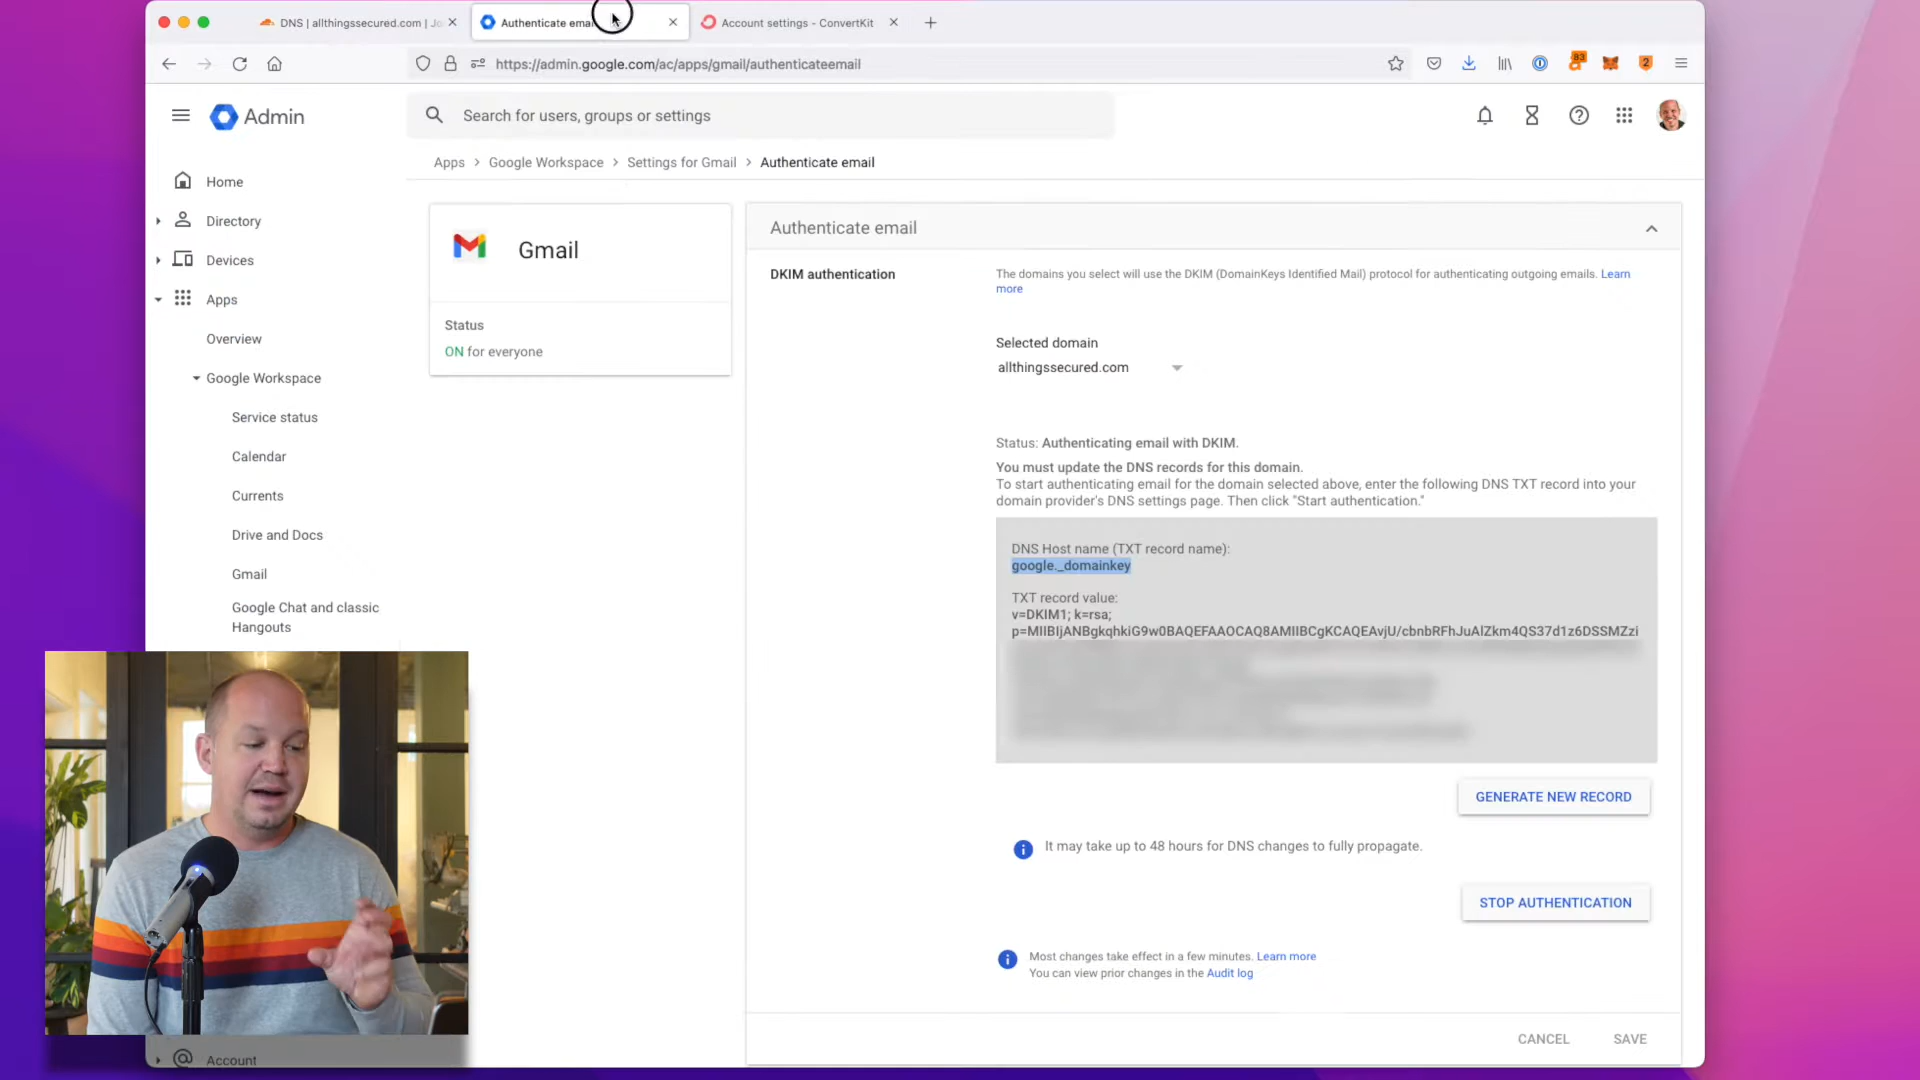 DNS | allthingssecured.com | Jo
Authenticate ema
Account settings - ConvertKit
https://admin.google.com/ac/apps/gmail/authenticateemail
83
2
Admin
Search for users, groups or settings
Apps > Google Workspace > Settings for Gmail > Authenticate email
Home
Directory
Devices
Apps
Overview
Google Workspace
Service status
Calendar
Currents
Drive and Docs
Gmail
Google Chat and classic
Hangouts
Account
Gmail
Status
ON for everyone
Authenticate email
DKIM authentication
The domains you select will use the DKIM (DomainKeys Identified Mail) protocol for authenticating outgoing emails. Learn
more
Selected domain
allthingssecured.com
Status: Authenticating email with DKIM.
You must update the DNS records for this domain.
To start authenticating email for the domain selected above, enter the following DNS TXT record into your
domain provider's DNS settings page. Then click "Start authentication."
DNS Host name (TXT record name):
google._domainkey
TXT record value:
v=DKIM1; k=rsa;
p=MIIBIjANBgkqhkiG9w0BAQEFAAOCAQ8AMIIBCgKCAQEAvjU/cbnbRFhJuAlZkm4QS37d1z6DSSMZzi
GENERATE NEW RECORD
It may take up to 48 hours for DNS changes to fully propagate.
STOP AUTHENTICATION
Most changes take effect in a few minutes. Learn more
You can view prior changes in the Audit log
CANCEL
SAVE